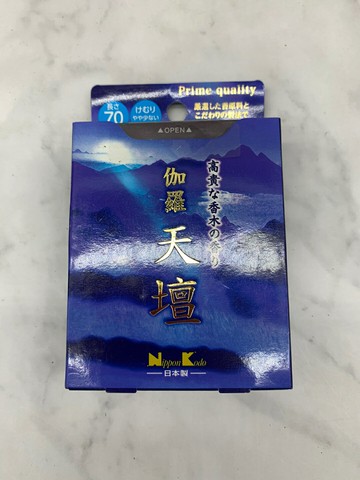 Prime quality
長さ
70
けむり
やや少ない
厳選した香原料と
こだわりの製法で
▲OPEN▲
高貴な香木の香り
伽羅
天壇
Nippon Kodo
日本製